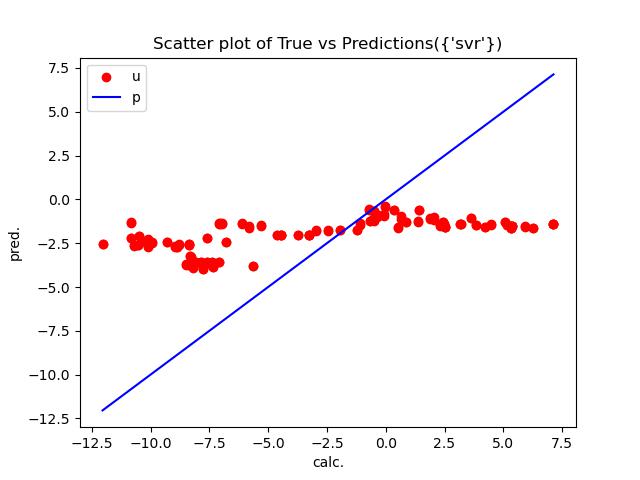 Scatter plot of True vs Predictions({'svr'})
7.5
5.0
2.5
0.0
−2.5
−5.0
−7.5
−10.0
−12.5
pred.
u
p
−12.5 −10.0 −7.5 −5.0 −2.5 0.0 2.5 5.0 7.5
calc.